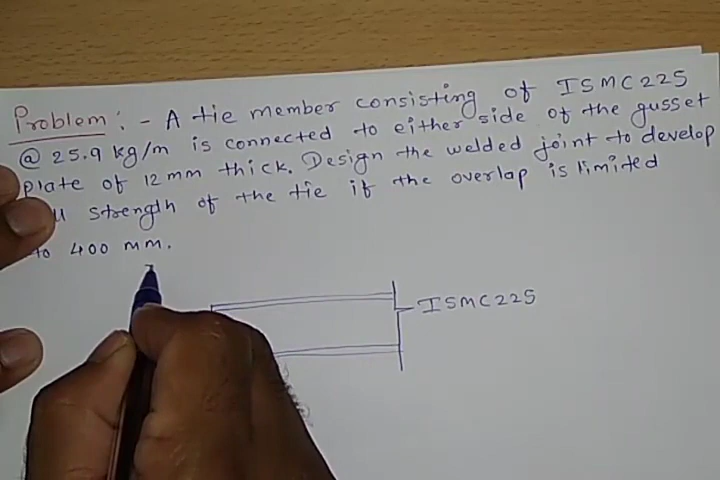 Problem : - A tie member consisting of ISMC225
@ 25.9 kg/m is connected to either side of the gusset
plate of 12 mm thick. Design the welded joint to develop
strength of the tie if the overlap is limited
to 400 mm.
ISMC225